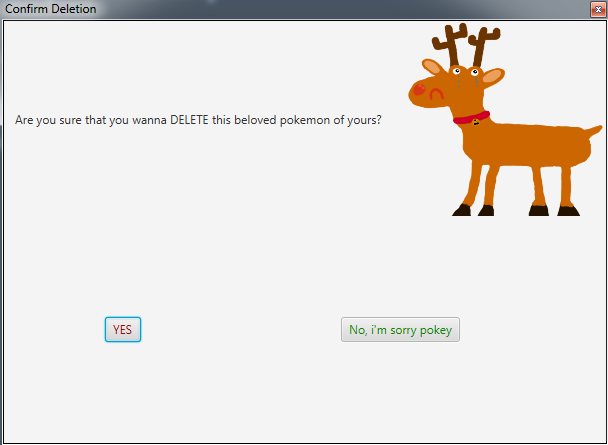 Confirm Deletion
Are you sure that you wanna DELETE this beloved pokemon of yours?
YES
No, i'm sorry pokey